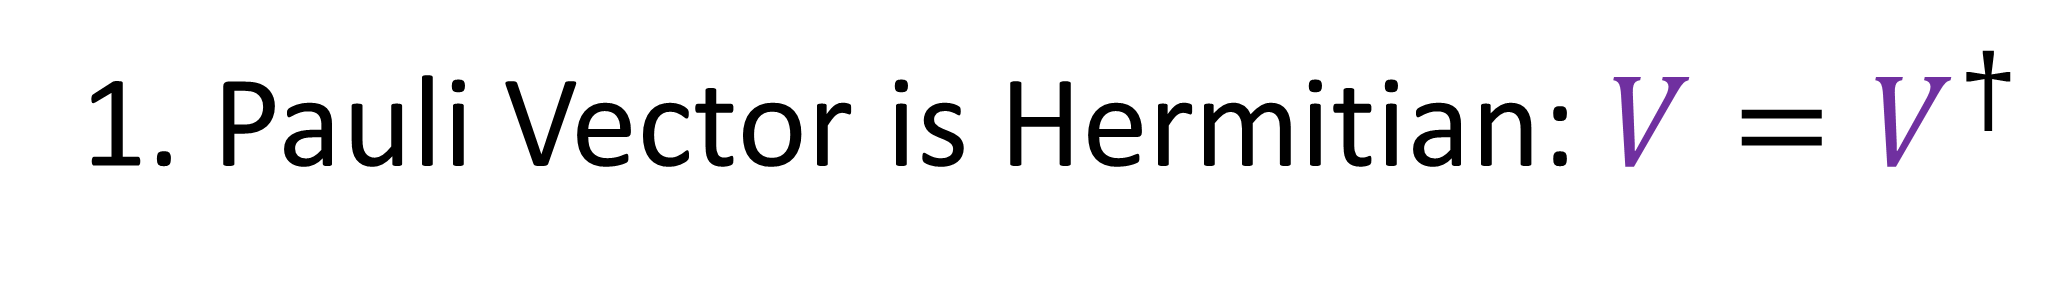 1. Pauli Vector is Hermitian: V = V†